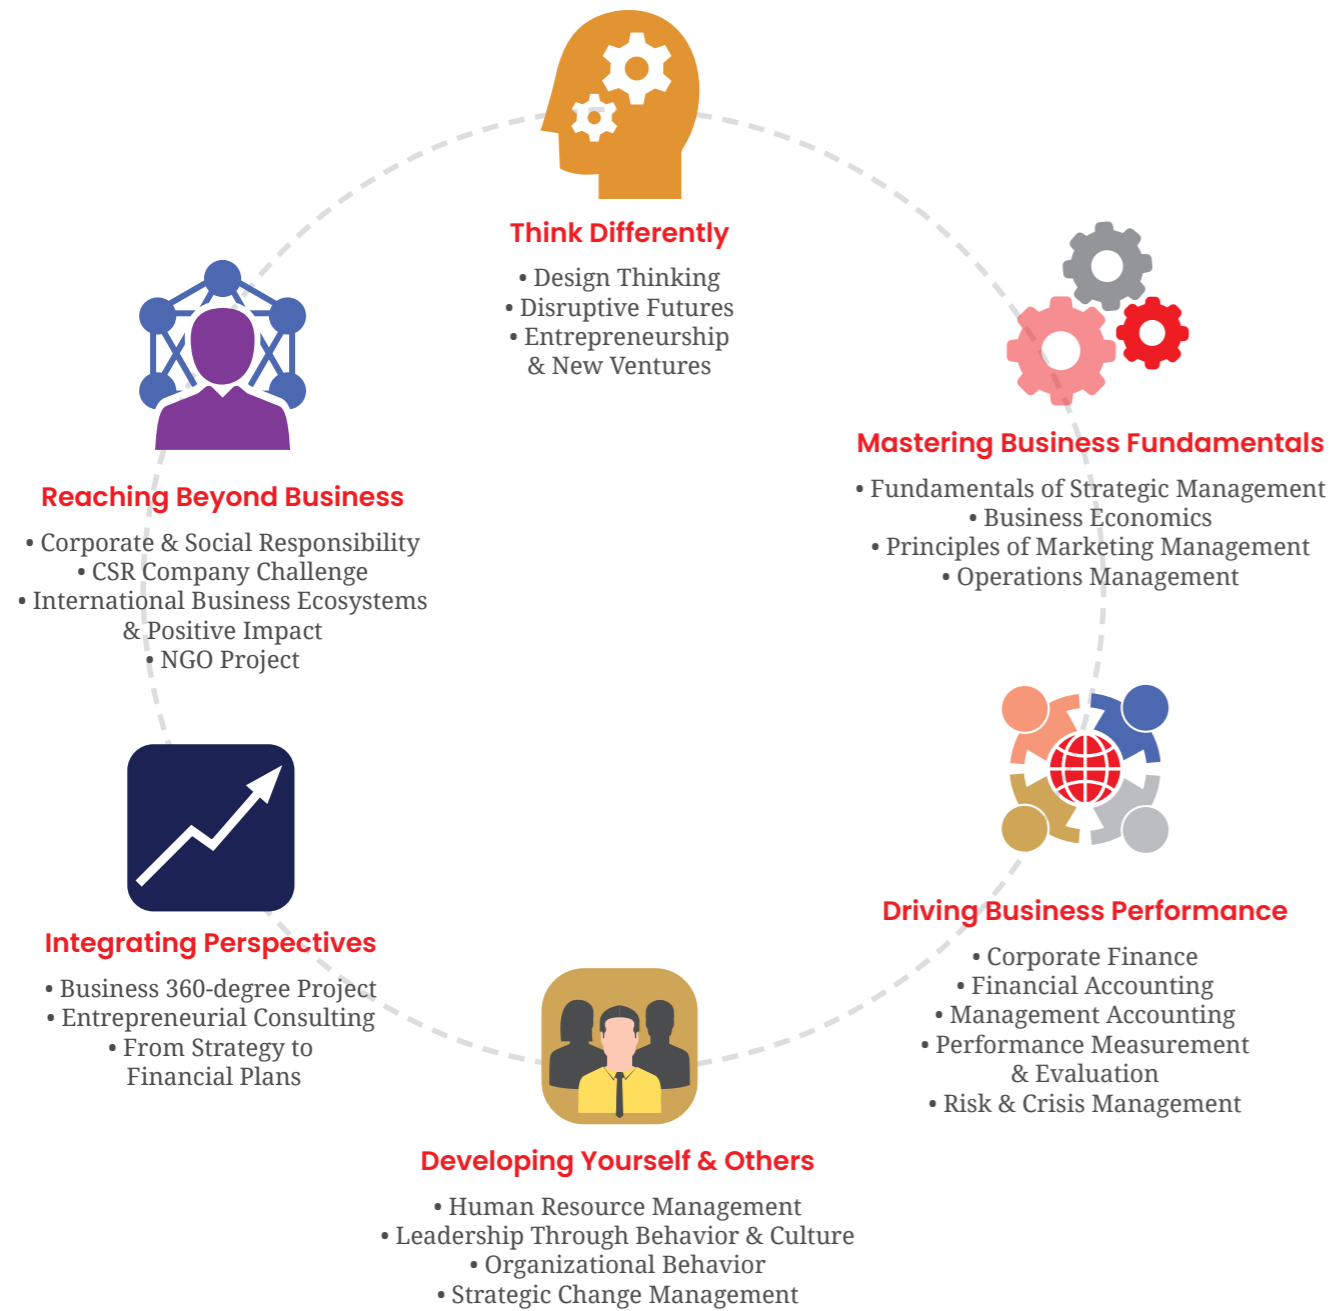 Think Differently
• Design Thinking
• Disruptive Futures
• Entrepreneurship
& New Ventures
Mastering Business Fundamentals
• Fundamentals of Strategic Management
• Business Economics
• Principles of Marketing Management
• Operations Management
Driving Business Performance
• Corporate Finance
• Financial Accounting
• Management Accounting
• Performance Measurement
& Evaluation
• Risk & Crisis Management
Developing Yourself & Others
• Human Resource Management
• Leadership Through Behavior & Culture
• Organizational Behavior
• Strategic Change Management
Integrating Perspectives
• Business 360-degree Project
• Entrepreneurial Consulting
• From Strategy to
Financial Plans
Reaching Beyond Business
• Corporate & Social Responsibility
• CSR Company Challenge
• International Business Ecosystems
& Positive Impact
• NGO Project